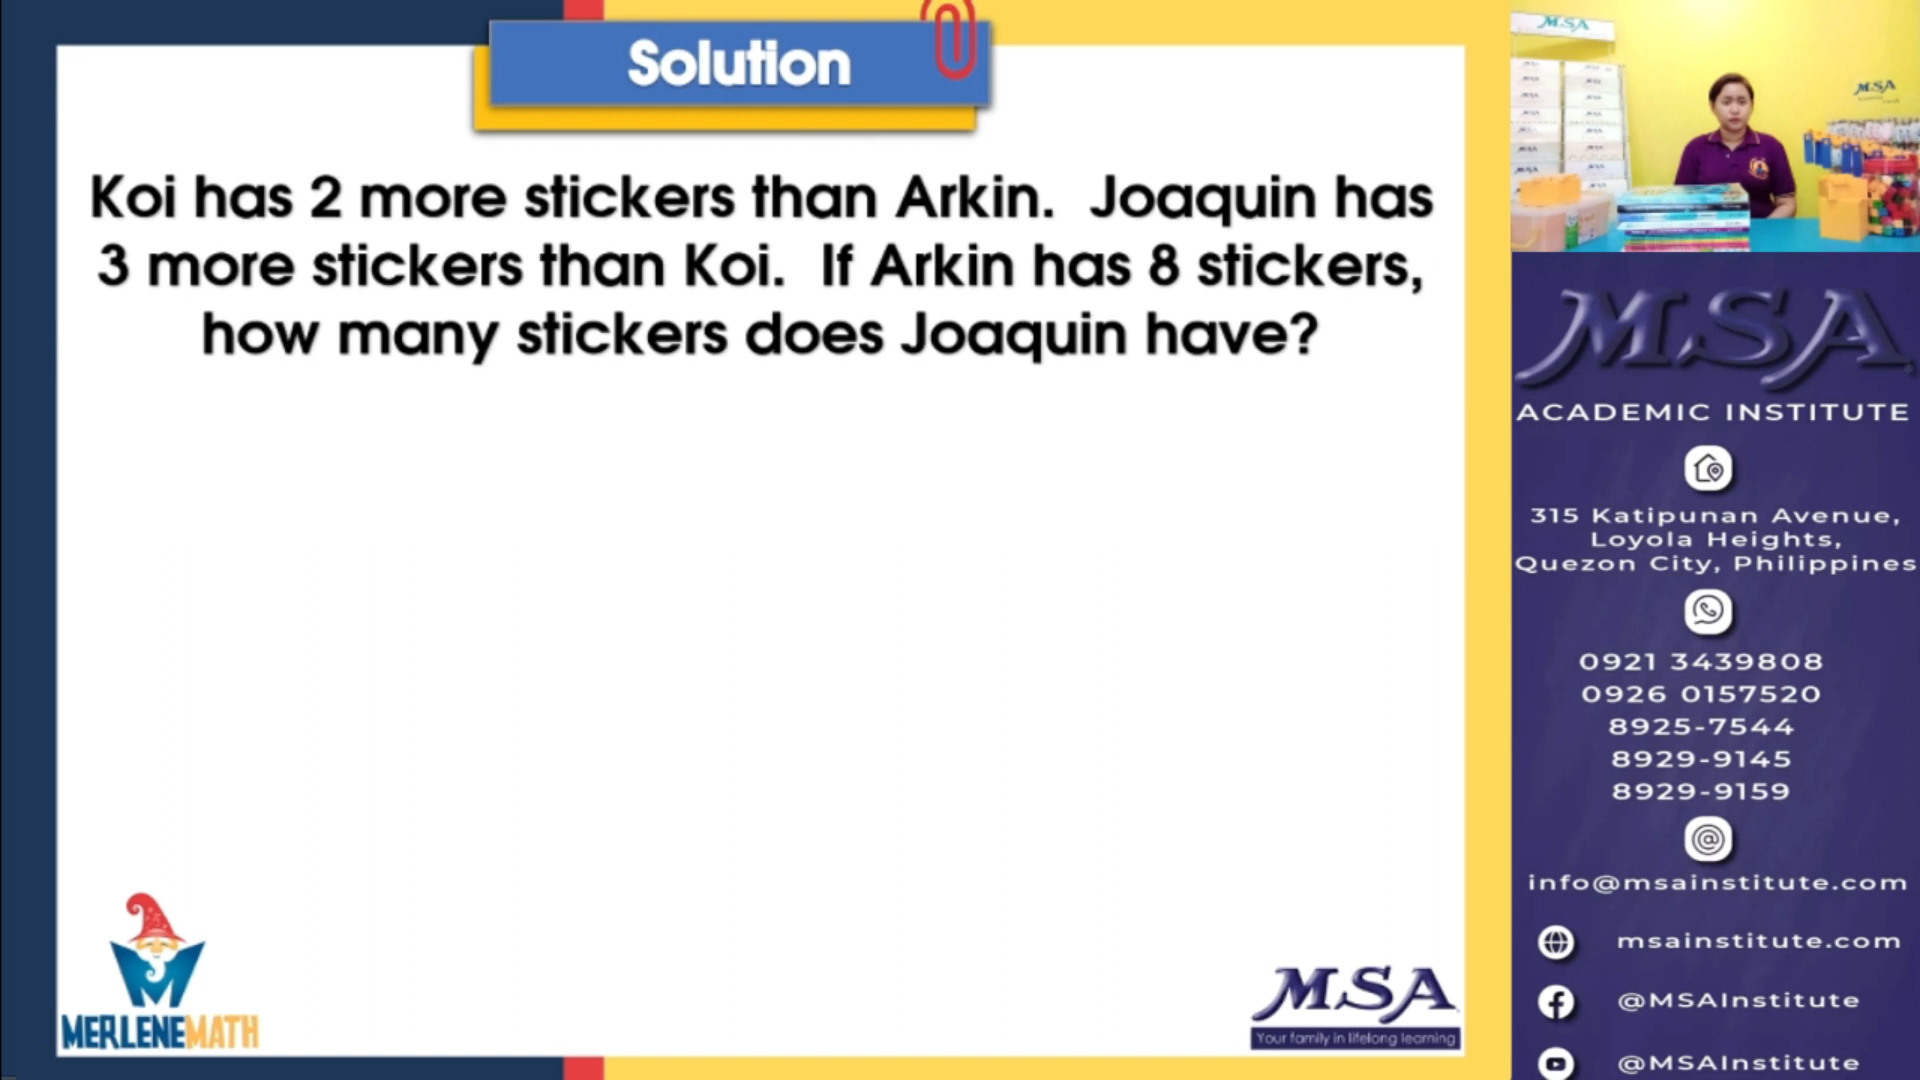 Solution
Koi has 2 more stickers than Arkin. Joaquin has
3 more stickers than Koi. If Arkin has 8 stickers,
how many stickers does Joaquin have?
MERLENEMATH
MSA
Your family in lifelong learning
MSA
MSA
MSA
ACADEMIC INSTITUTE
315 Katipunan Avenue,
Loyola Heights,
Quezon City, Philippines
0921 3439808
0926 0157520
8925-7544
8929-9145
8929-9159
info@msainstitute.com
msainstitute.com
@MSAInstitute
@MSAInstitute